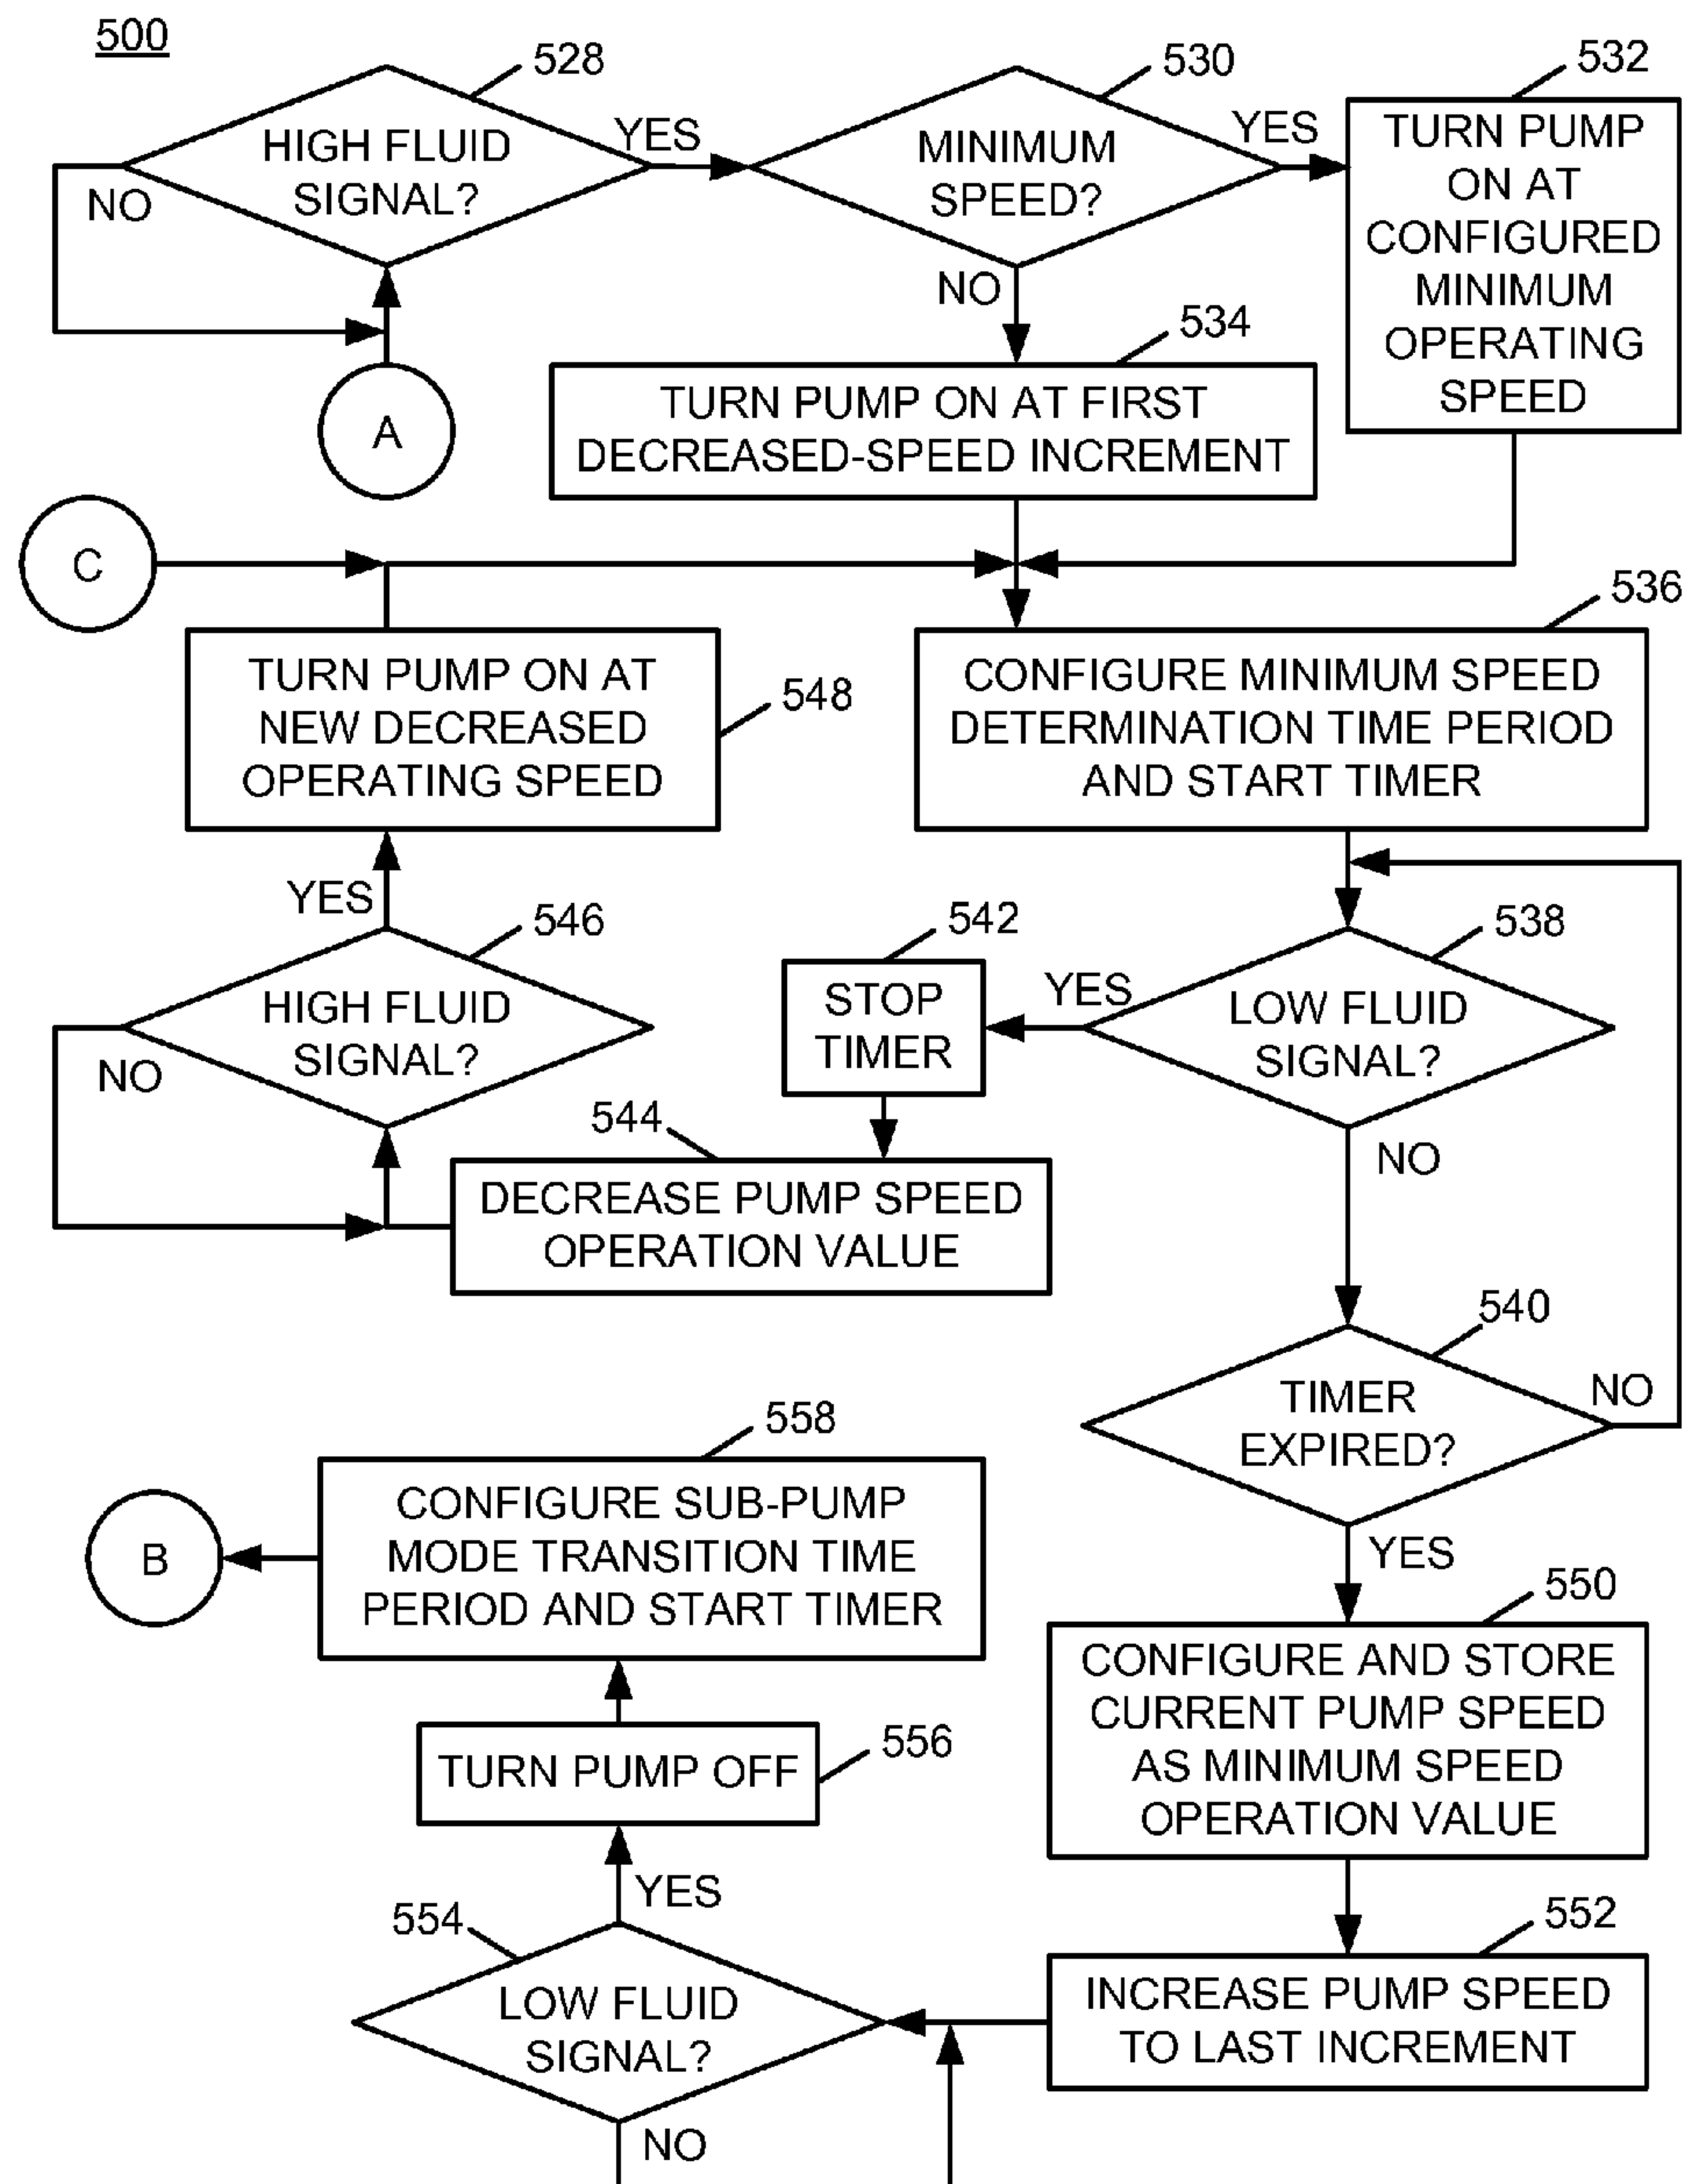 500
528
HIGH FLUID
SIGNAL?
YES
NO
530
MINIMUM
SPEED?
YES
NO
532
TURN PUMP
ON AT
CONFIGURED
MINIMUM
OPERATING
SPEED
A
534
TURN PUMP ON AT FIRST
DECREASED-SPEED INCREMENT
C
536
CONFIGURE MINIMUM SPEED
DETERMINATION TIME PERIOD
AND START TIMER
548
TURN PUMP ON AT
NEW DECREASED
OPERATING SPEED
YES
546
HIGH FLUID
SIGNAL?
NO
542
STOP
TIMER
YES
538
LOW FLUID
SIGNAL?
NO
544
DECREASE PUMP SPEED
OPERATION VALUE
540
TIMER
EXPIRED?
NO
YES
558
CONFIGURE SUB-PUMP
MODE TRANSITION TIME
PERIOD AND START TIMER
B
550
CONFIGURE AND STORE
CURRENT PUMP SPEED
AS MINIMUM SPEED
OPERATION VALUE
556
TURN PUMP OFF
YES
554
LOW FLUID
SIGNAL?
NO
552
INCREASE PUMP SPEED
TO LAST INCREMENT